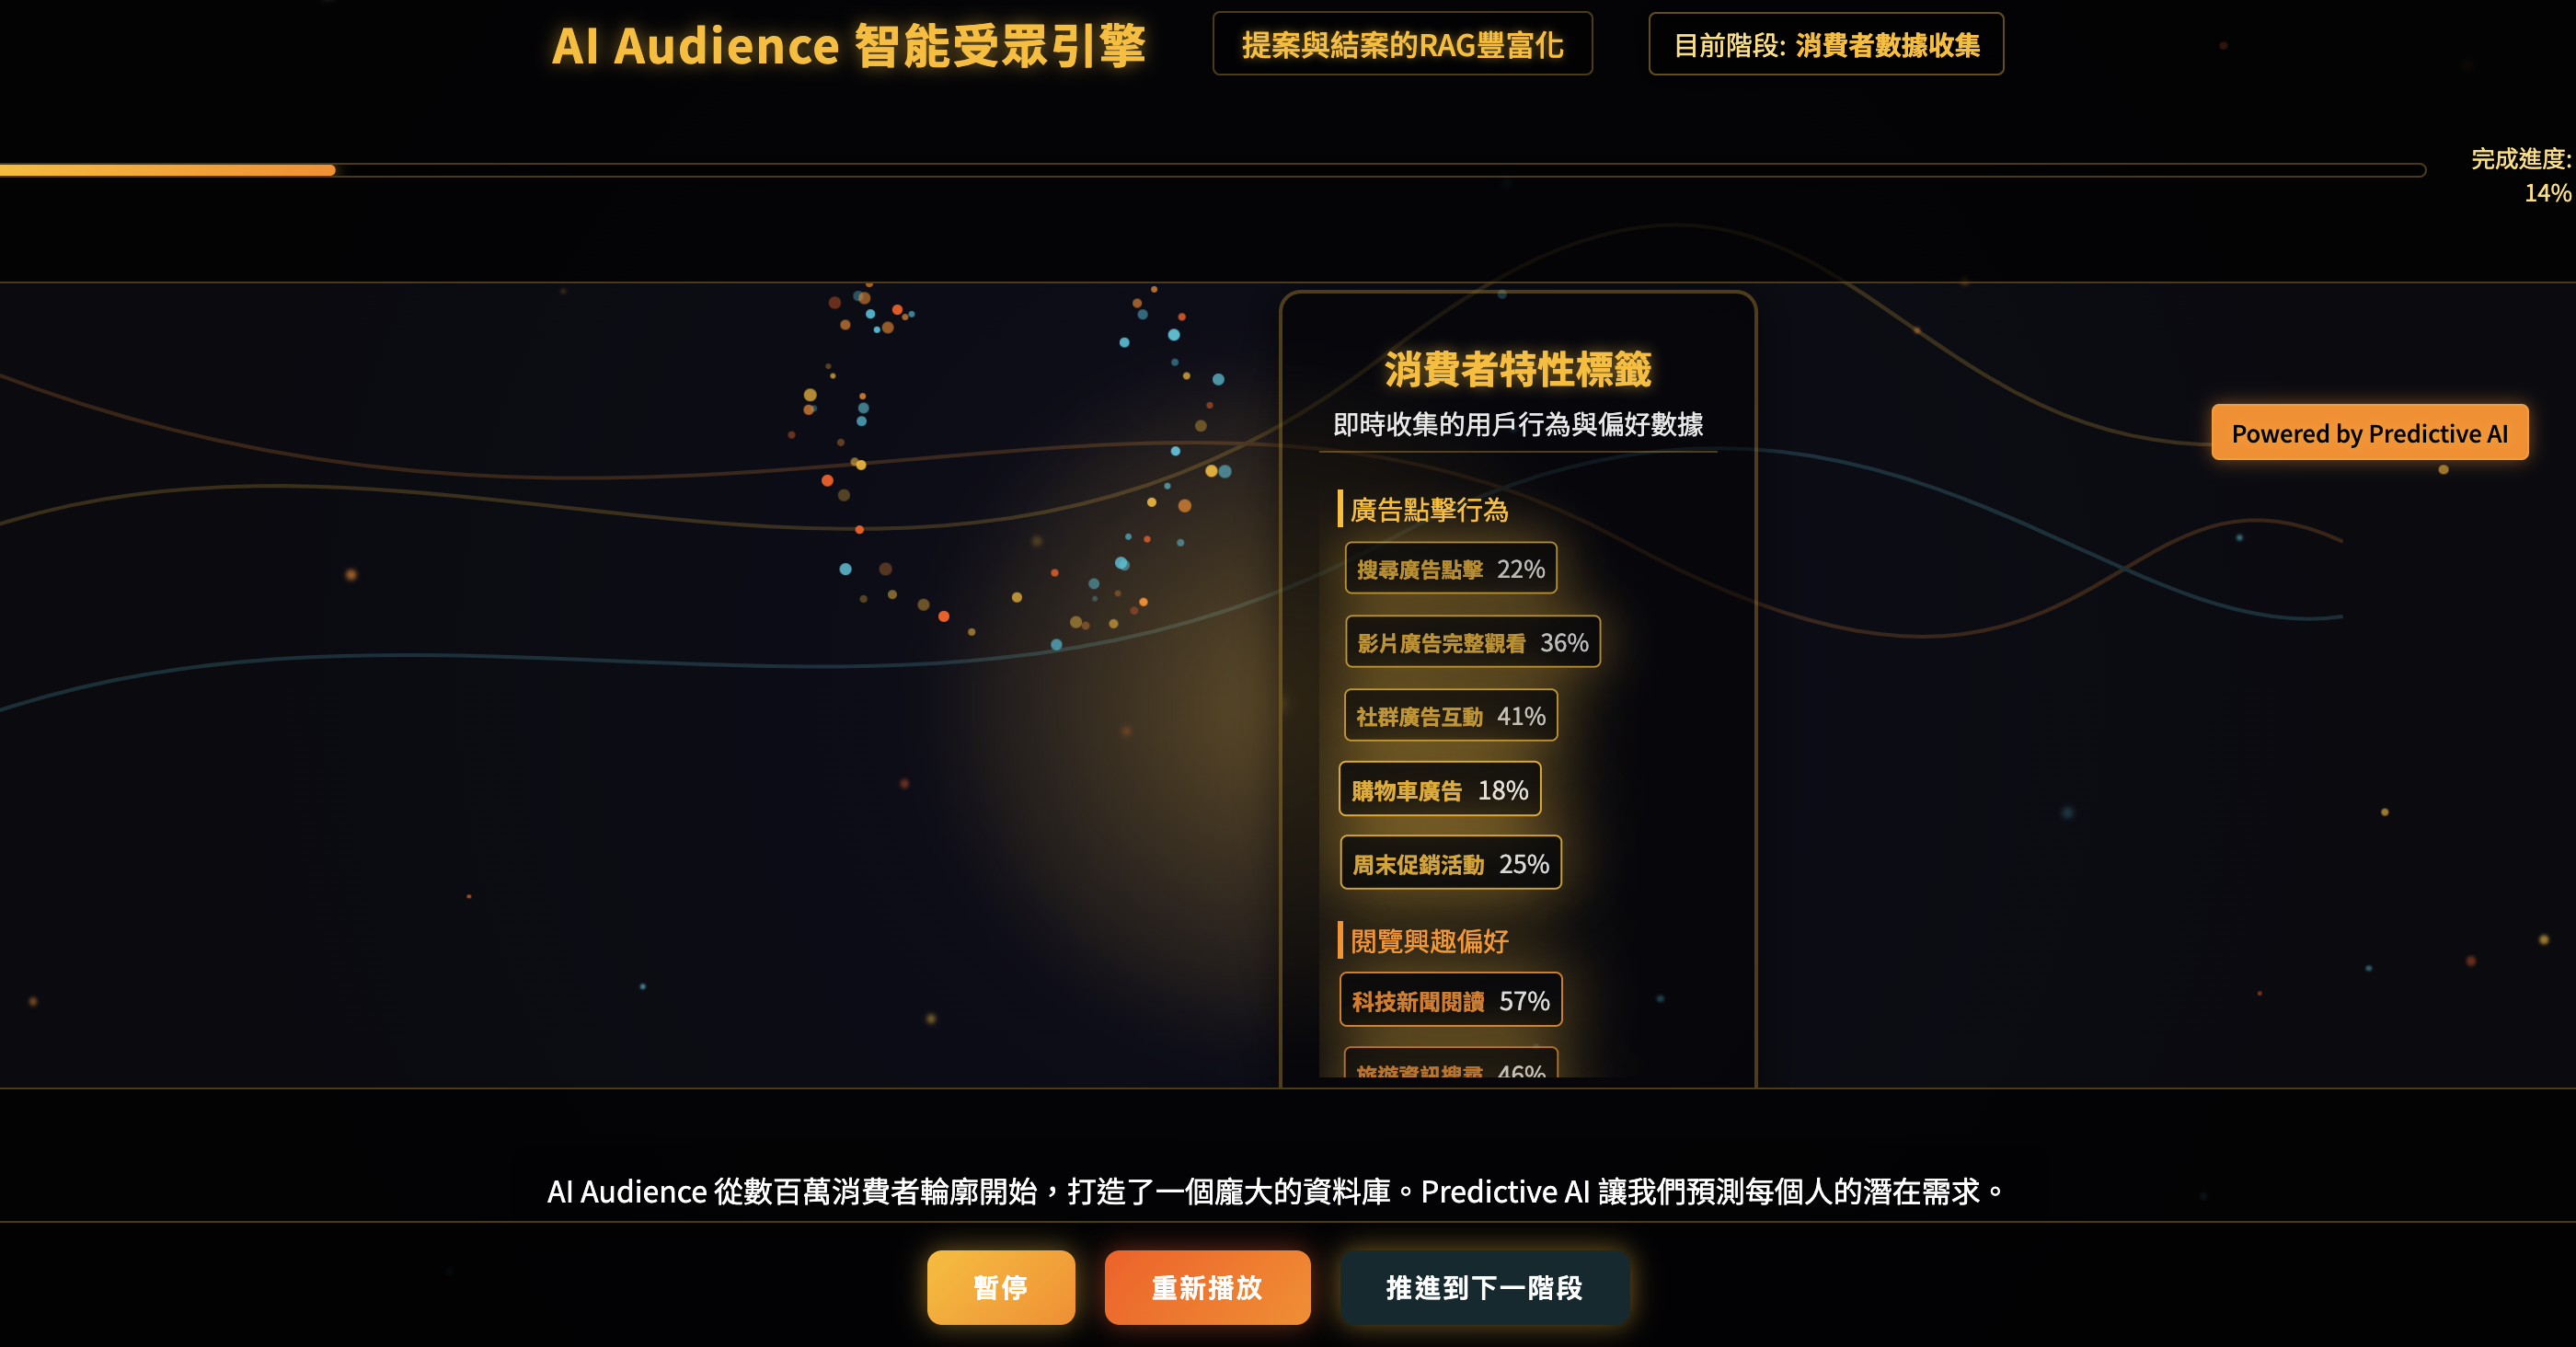 AI Audience 智能受眾引擎
提案與結案的RAG豐富化
目前階段: 消費者數據收集
完成進度:
14%
消費者特性標籤
即時收集的用戶行為與偏好數據
Powered by Predictive AI
廣告點擊行為
搜尋廣告點擊 22%
影片廣告完整觀看 36%
社群廣告互動 41%
購物車廣告 18%
周末促銷活動 25%
閱覽興趣偏好
科技新聞閱讀 57%
旅遊資訊搜尋 46%
AI Audience 從數百萬消費者輪廓開始，打造了一個龐大的資料庫。Predictive AI 讓我們預測每個人的潛在需求。
暫停
重新播放
推進到下一階段